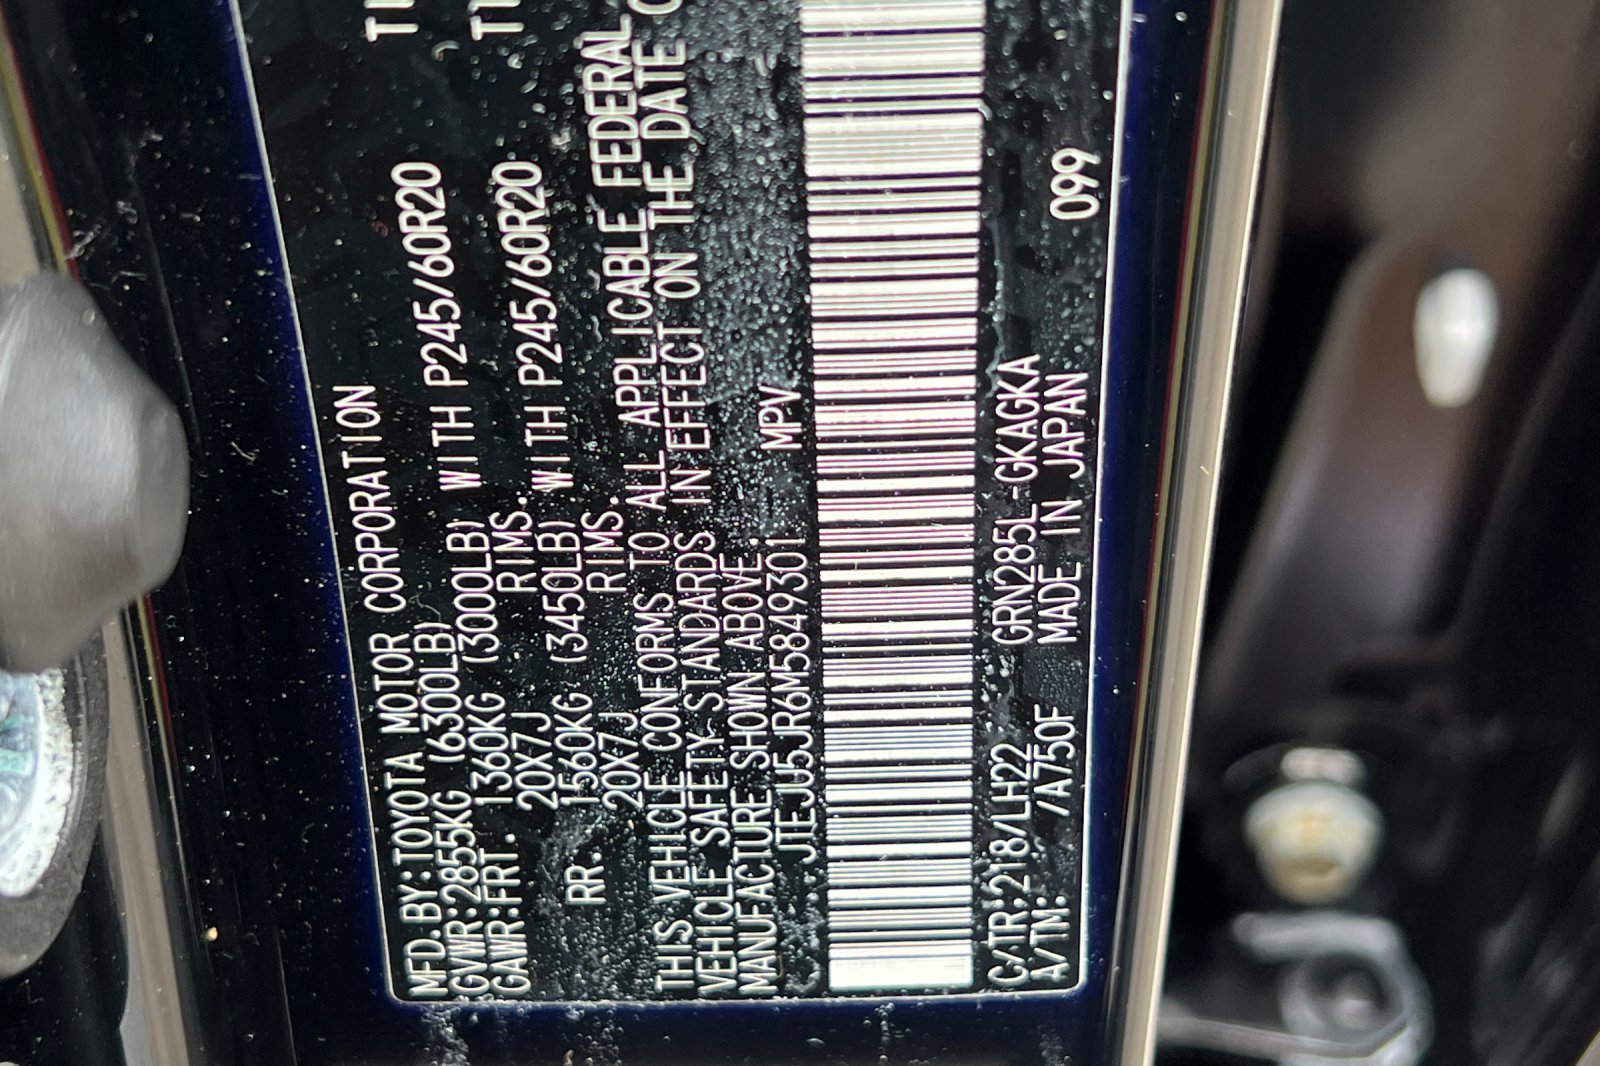 MFD.BY:TOYOTA MOTOR CORPORATION
GVWR:2855KG (6300LB)
GAWR:FRT. 1360KG (3000LB) WITH P245/60R20
20X7J RIMS.
RR. 1560KG (3450LB) WITH P245/60R20
20X7J RIMS.
THIS VEHICLE CONFORMS TO ALL APPLICABLE FEDERAL
VEHICLE SAFETY STANDARDS IN EFFECT ON THE DATE
MANUFACTURE SHOWN ABOVE.
JTEJU5JR6M5849301 MPV
C/TR:218/LH22 GRN285L-GKAGKA 099
A/TM: /A750F MADE IN JAPAN